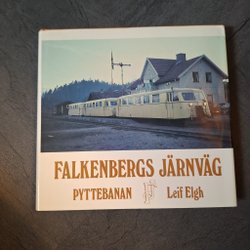 FALKENBERGS JÄRNVÄG
PYTTEBANAN Leif Elgh